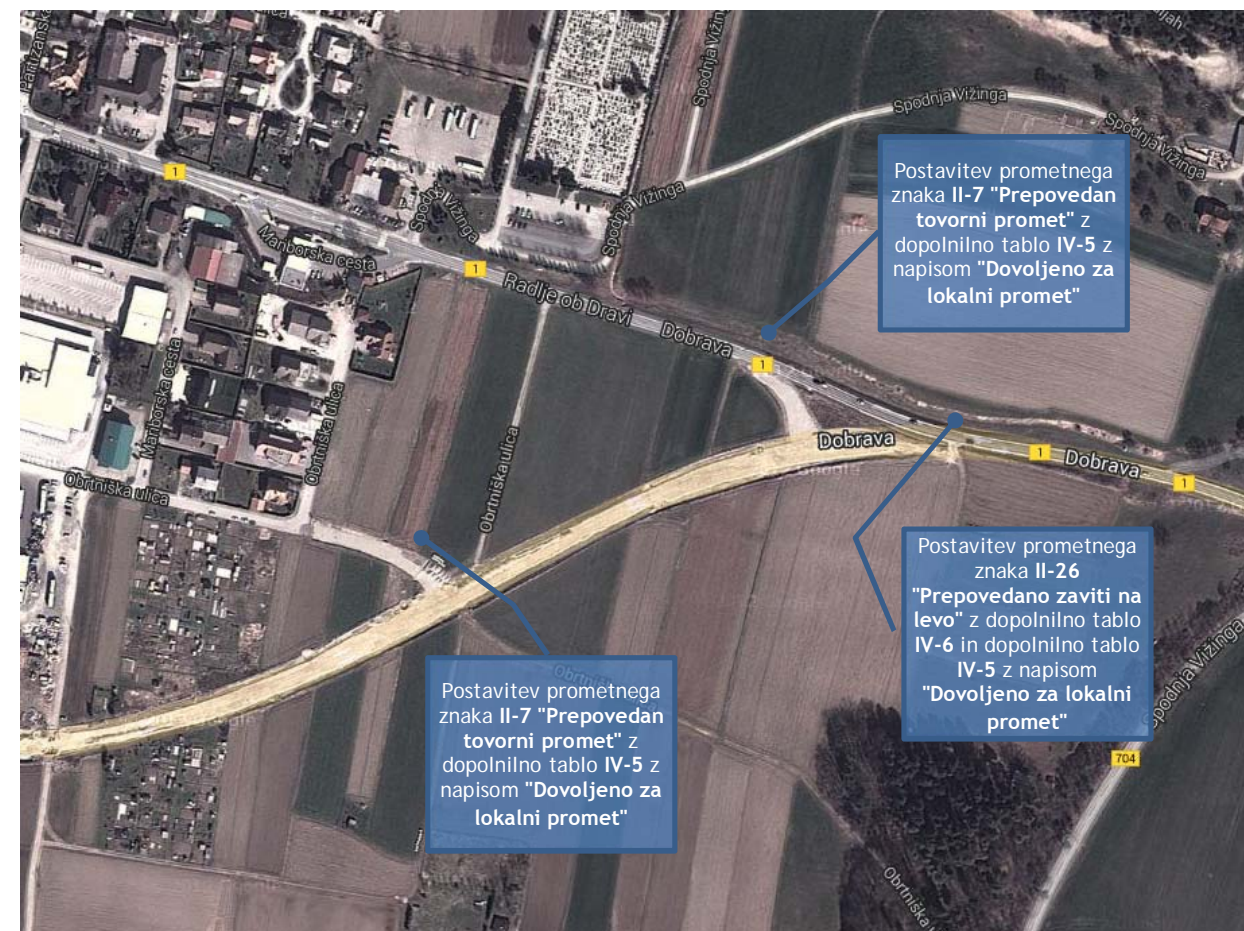 Partizanska
Spodnja Vižinga
Spodnja Vižinga
Spodnja Vižinga
Postavitev prometnega
znaka II-7 "Prepovedan
tovorni promet" z
dopolnilno tablo IV-5 z
napisom "Dovoljeno za
lokalni promet"
1
Spodnja Vižinga
Spodnja Vižinga
Mariborska cesta
1
Radlje ob Dravi
Dobrava
1
Mariborska cesta
Obrtniška ulica
Obrtniška ulica
Obrtniška ulica
Dobrava
1
Dobrava
1
Postavitev prometnega
znaka II-26
"Prepovedano zaviti na
levo" z dopolnilno tablo
IV-6 in dopolnilno tablo
IV-5 z napisom
"Dovoljeno za lokalni
promet"
Spodnja Vižinga
704
Postavitev prometnega
znaka II-7 "Prepovedan
tovorni promet" z
dopolnilno tablo IV-5 z
napisom "Dovoljeno za
lokalni promet"
Obrtniška